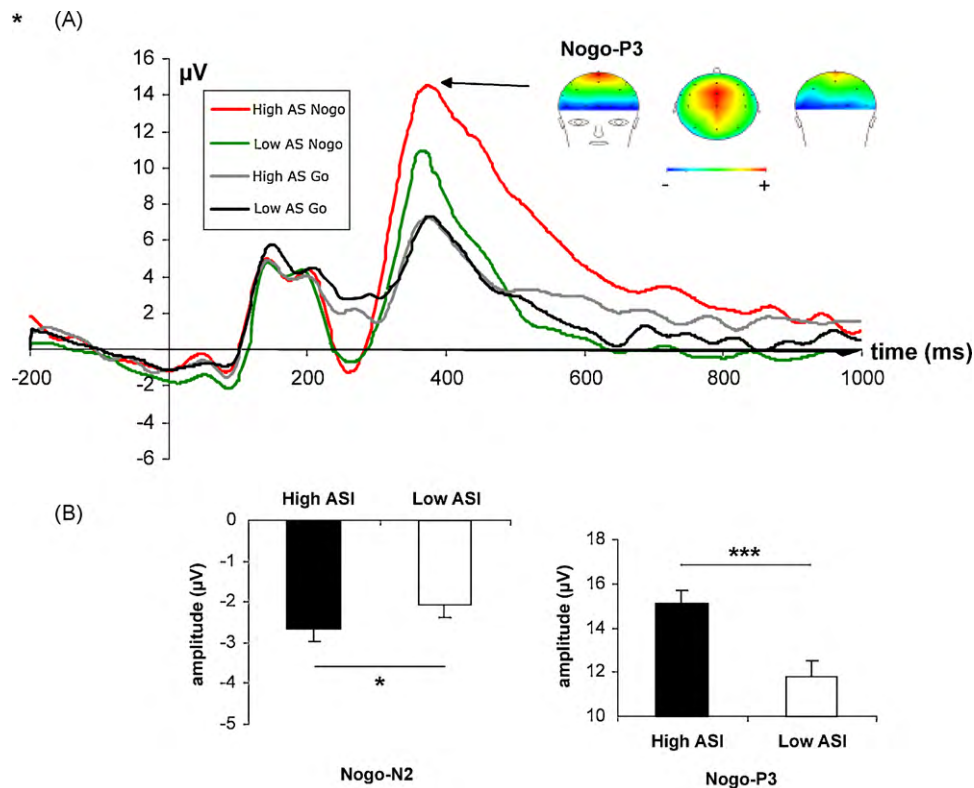 * (A)
µV
16
14
12
10
8
6
4
2
-2
-4
-6
High AS Nogo
Low AS Nogo
High AS Go
Low AS Go
Nogo-P3
- +
-200 200 400 600 800 1000
time (ms)
(B)
High ASI Low ASI
amplitude (µV)
0
-1
-2
-3
-4
-5
*
Nogo-N2
amplitude (µV)
18
16
14
12
10
***
High ASI Low ASI
Nogo-P3